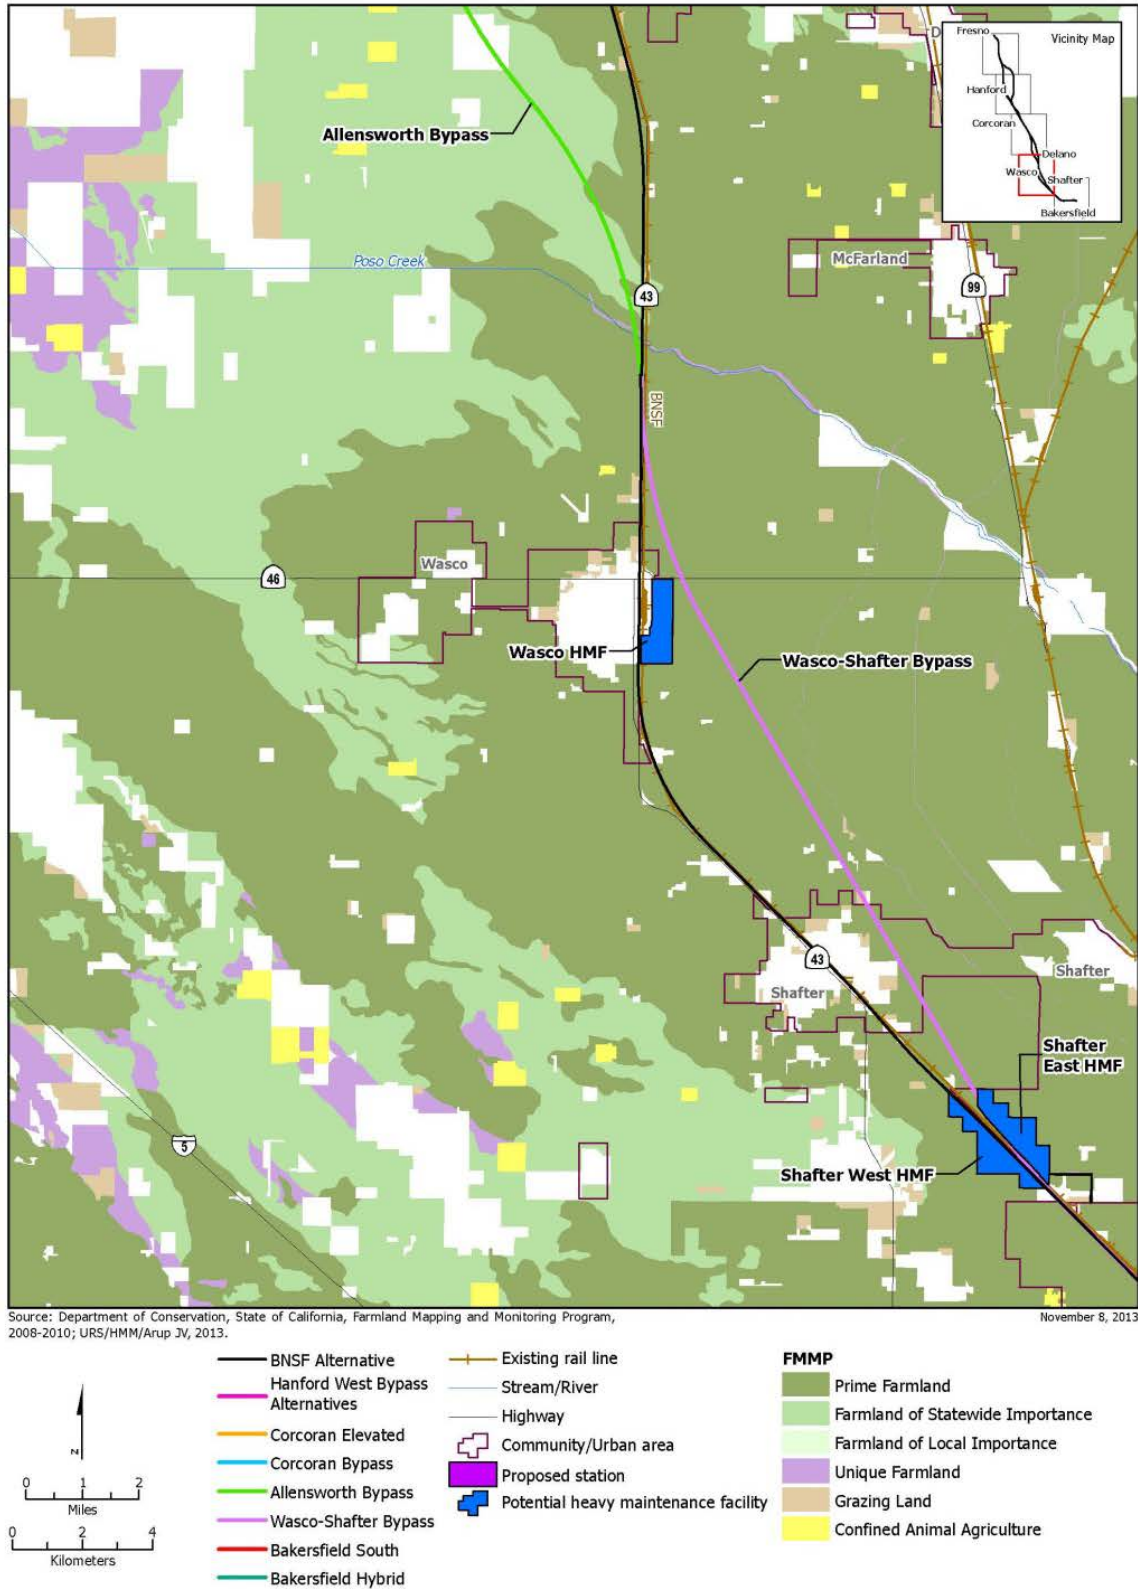 Fresno
Vicinity Map
Hanford
Corcoran
Delano
Wasco
Shafter
Bakersfield
D
Allensworth Bypass
Poso Creek
McFarland
43
99
BNSF
Wasco
46
Wasco HMF
Wasco-Shafter Bypass
43
Shafter
Shafter
Shafter
East HMF
5
Shafter West HMF
Source: Department of Conservation, State of California, Farmland Mapping and Monitoring Program,
2008-2010; URS/HMM/Arup JV, 2013.
November 8, 2013
BNSF Alternative
Hanford West Bypass
Alternatives
Corcoran Elevated
Corcoran Bypass
Allensworth Bypass
Wasco-Shafter Bypass
Bakersfield South
Bakersfield Hybrid
Existing rail line
Stream/River
Highway
Community/Urban area
Proposed station
Potential heavy maintenance facility
FMMP
Prime Farmland
Farmland of Statewide Importance
Farmland of Local Importance
Unique Farmland
Grazing Land
Confined Animal Agriculture
N
0 1 2
Miles
0 2 4
Kilometers